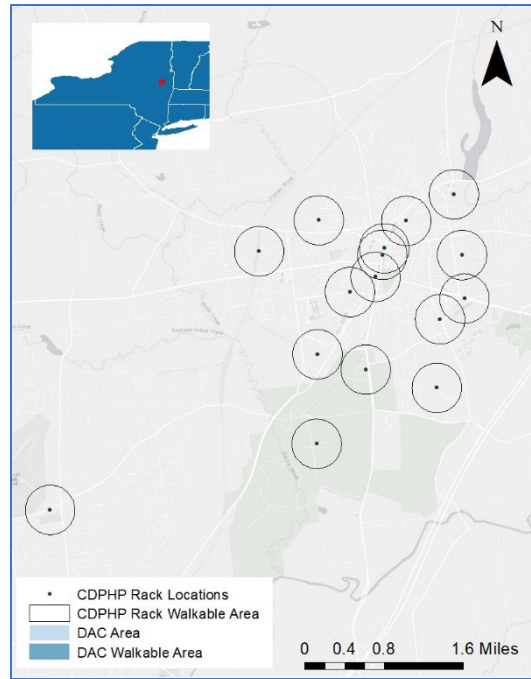 N
CDPHP Rack Locations
CDPHP Rack Walkable Area
DAC Area
DAC Walkable Area
0 0.4 0.8 1.6 Miles